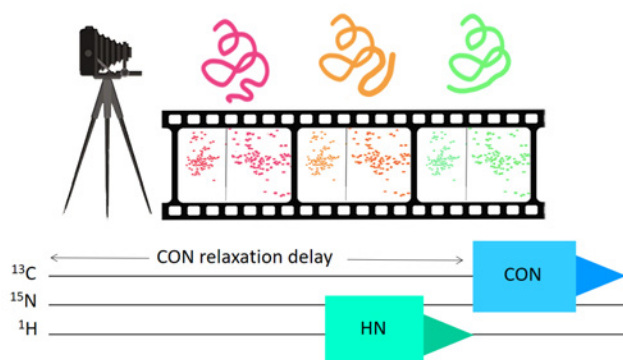 CON relaxation delay
¹³C
CON
¹⁵N
HN
¹H